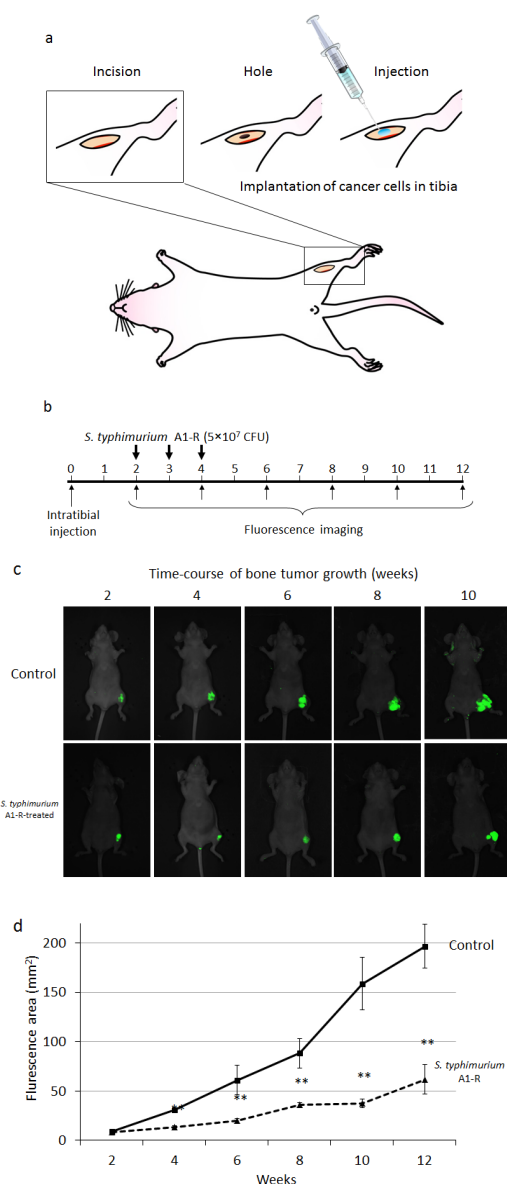 a
Incision
Hole
Injection
Implantation of cancer cells in tibia
b
S. typhimurium A1-R (5×10⁷ CFU)
0 1 2 3 4 5 6 7 8 9 10 11 12
Intratibial
injection
Fluorescence imaging
c
Time-course of bone tumor growth (weeks)
2 4 6 8 10
Control
S. typhimurium
A1-R-treated
d
Flurescence area (mm²)
200
150
100
50
0
Control
**
**
**
**
**
S. typhimurium
A1-R
2 4 6 8 10 12
Weeks